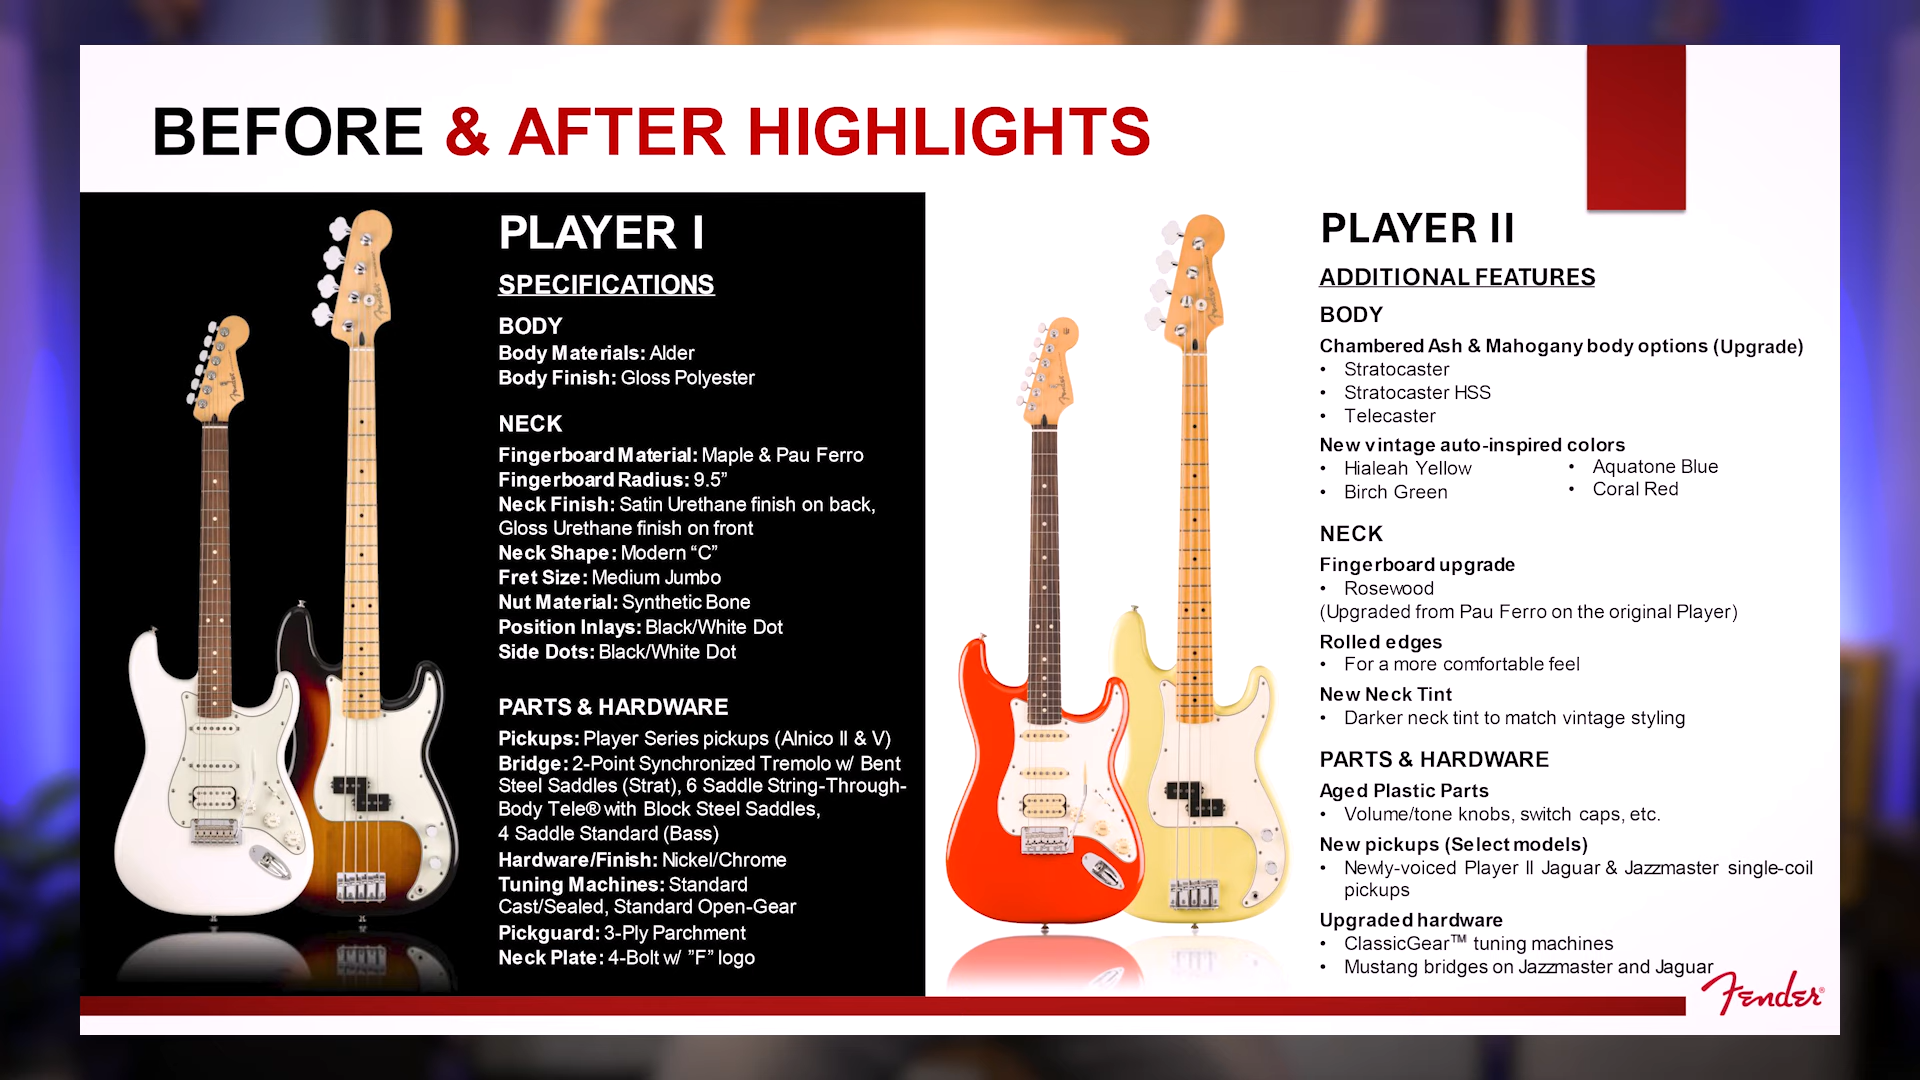 BEFORE & AFTER HIGHLIGHTS
PLAYER I
SPECIFICATIONS
BODY
Body Materials: Alder
Body Finish: Gloss Polyester
NECK
Fingerboard Material: Maple & Pau Ferro
Fingerboard Radius: 9.5”
Neck Finish: Satin Urethane finish on back,
Gloss Urethane finish on front
Neck Shape: Modern “C”
Fret Size: Medium Jumbo
Nut Material: Synthetic Bone
Position Inlays: Black/White Dot
Side Dots: Black/White Dot
PARTS & HARDWARE
Pickups: Player Series pickups (Alnico II & V)
Bridge: 2-Point Synchronized Tremolo w/ Bent
Steel Saddles (Strat), 6 Saddle String-Through-
Body Tele® with Block Steel Saddles,
4 Saddle Standard (Bass)
Hardware/Finish: Nickel/Chrome
Tuning Machines: Standard
Cast/Sealed, Standard Open-Gear
Pickguard: 3-Ply Parchment
Neck Plate: 4-Bolt w/ ”F” logo
PLAYER II
ADDITIONAL FEATURES
BODY
Chambered Ash & Mahogany body options (Upgrade)
• Stratocaster
• Stratocaster HSS
• Telecaster
New vintage auto-inspired colors
• Hialeah Yellow
• Birch Green
• Aquatone Blue
• Coral Red
NECK
Fingerboard upgrade
• Rosewood
(Upgraded from Pau Ferro on the original Player)
Rolled edges
• For a more comfortable feel
New Neck Tint
• Darker neck tint to match vintage styling
PARTS & HARDWARE
Aged Plastic Parts
• Volume/tone knobs, switch caps, etc.
New pickups (Select models)
• Newly-voiced Player II Jaguar & Jazzmaster single-coil
pickups
Upgraded hardware
• ClassicGear™ tuning machines
• Mustang bridges on Jazzmaster and Jaguar
Fender®
Fender
Fender
Fender
Fender